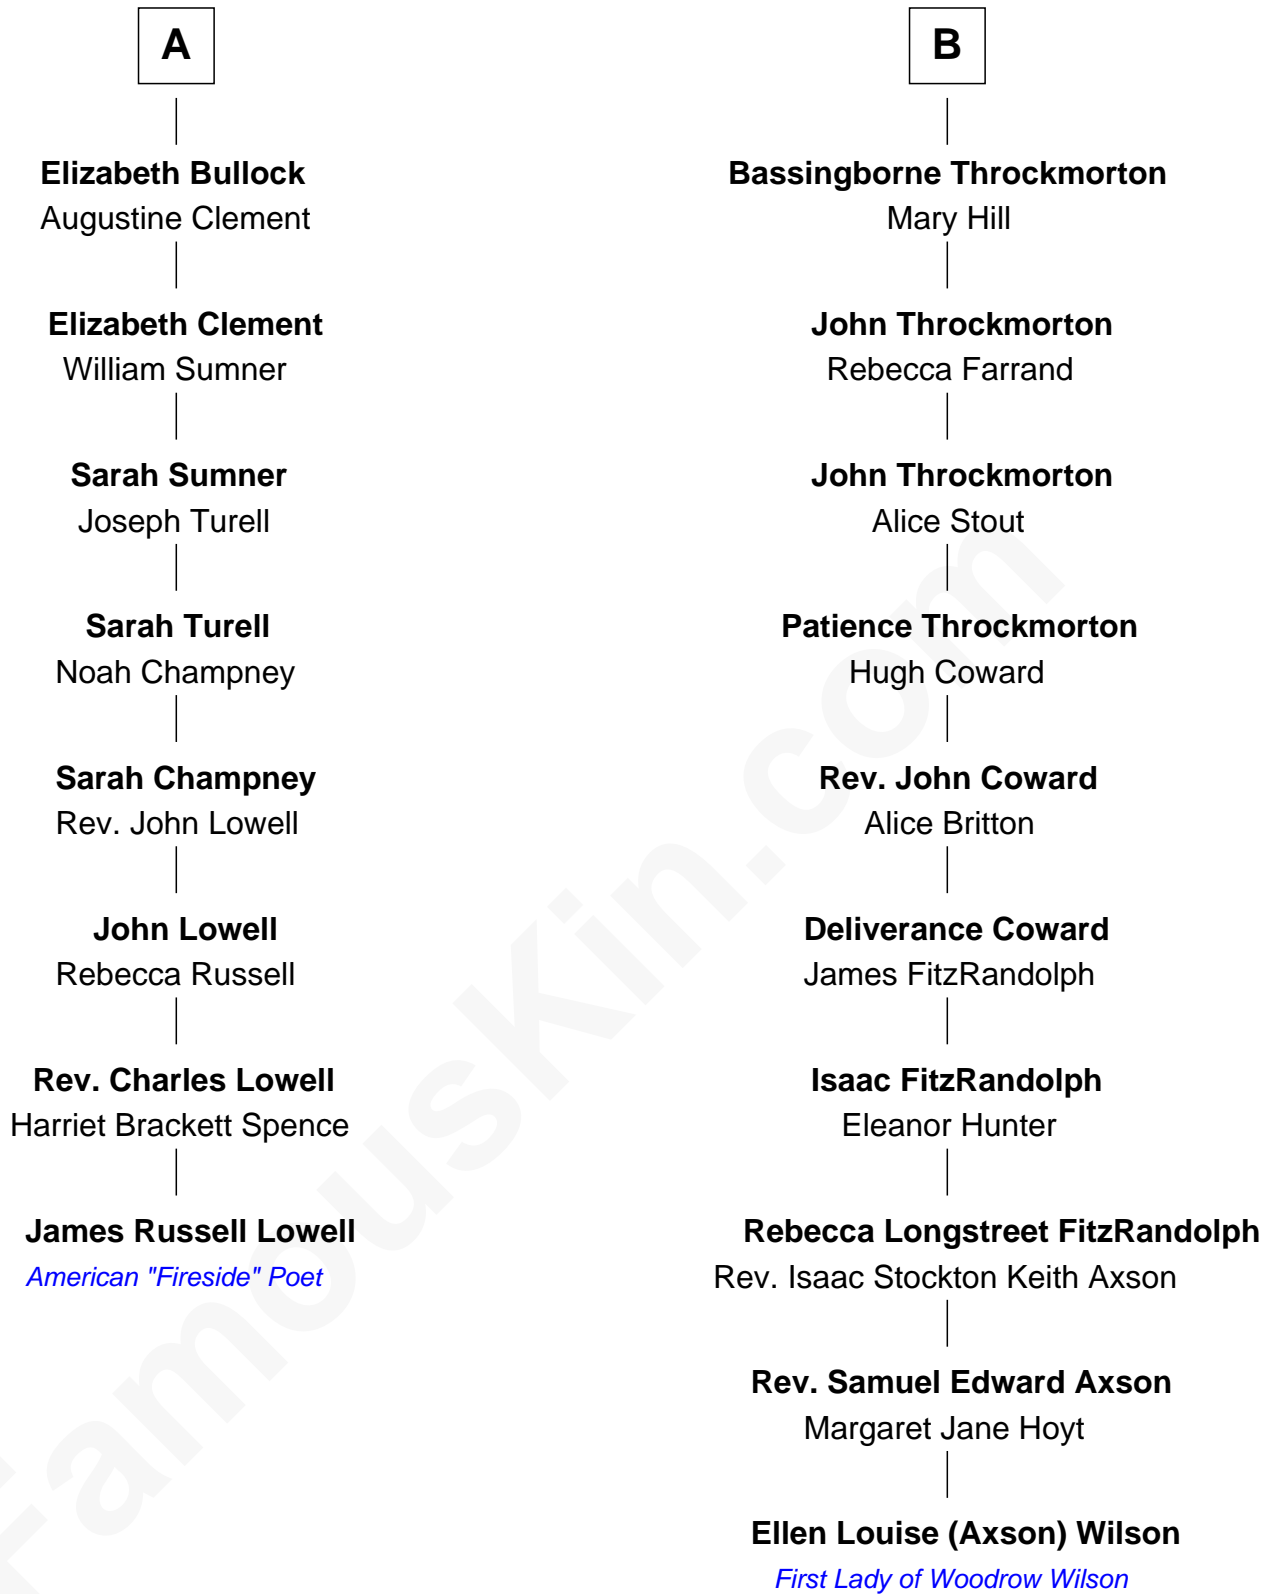 A
Elizabeth Bullock
Augustine Clement
Elizabeth Clement
William Sumner
Sarah Sumner
Joseph Turell
Sarah Turell
Noah Champney
Sarah Champney
Rev. John Lowell
John Lowell
Rebecca Russell
Rev. Charles Lowell
Harriet Brackett Spence
James Russell Lowell
American "Fireside" Poet
B
Bassingborne Throckmorton
Mary Hill
John Throckmorton
Rebecca Farrand
John Throckmorton
Alice Stout
Patience Throckmorton
Hugh Coward
Rev. John Coward
Alice Britton
Deliverance Coward
James FitzRandolph
Isaac FitzRandolph
Eleanor Hunter
Rebecca Longstreet FitzRandolph
Rev. Isaac Stockton Keith Axson
Rev. Samuel Edward Axson
Margaret Jane Hoyt
Ellen Louise (Axson) Wilson
First Lady of Woodrow Wilson
FamousKin.com